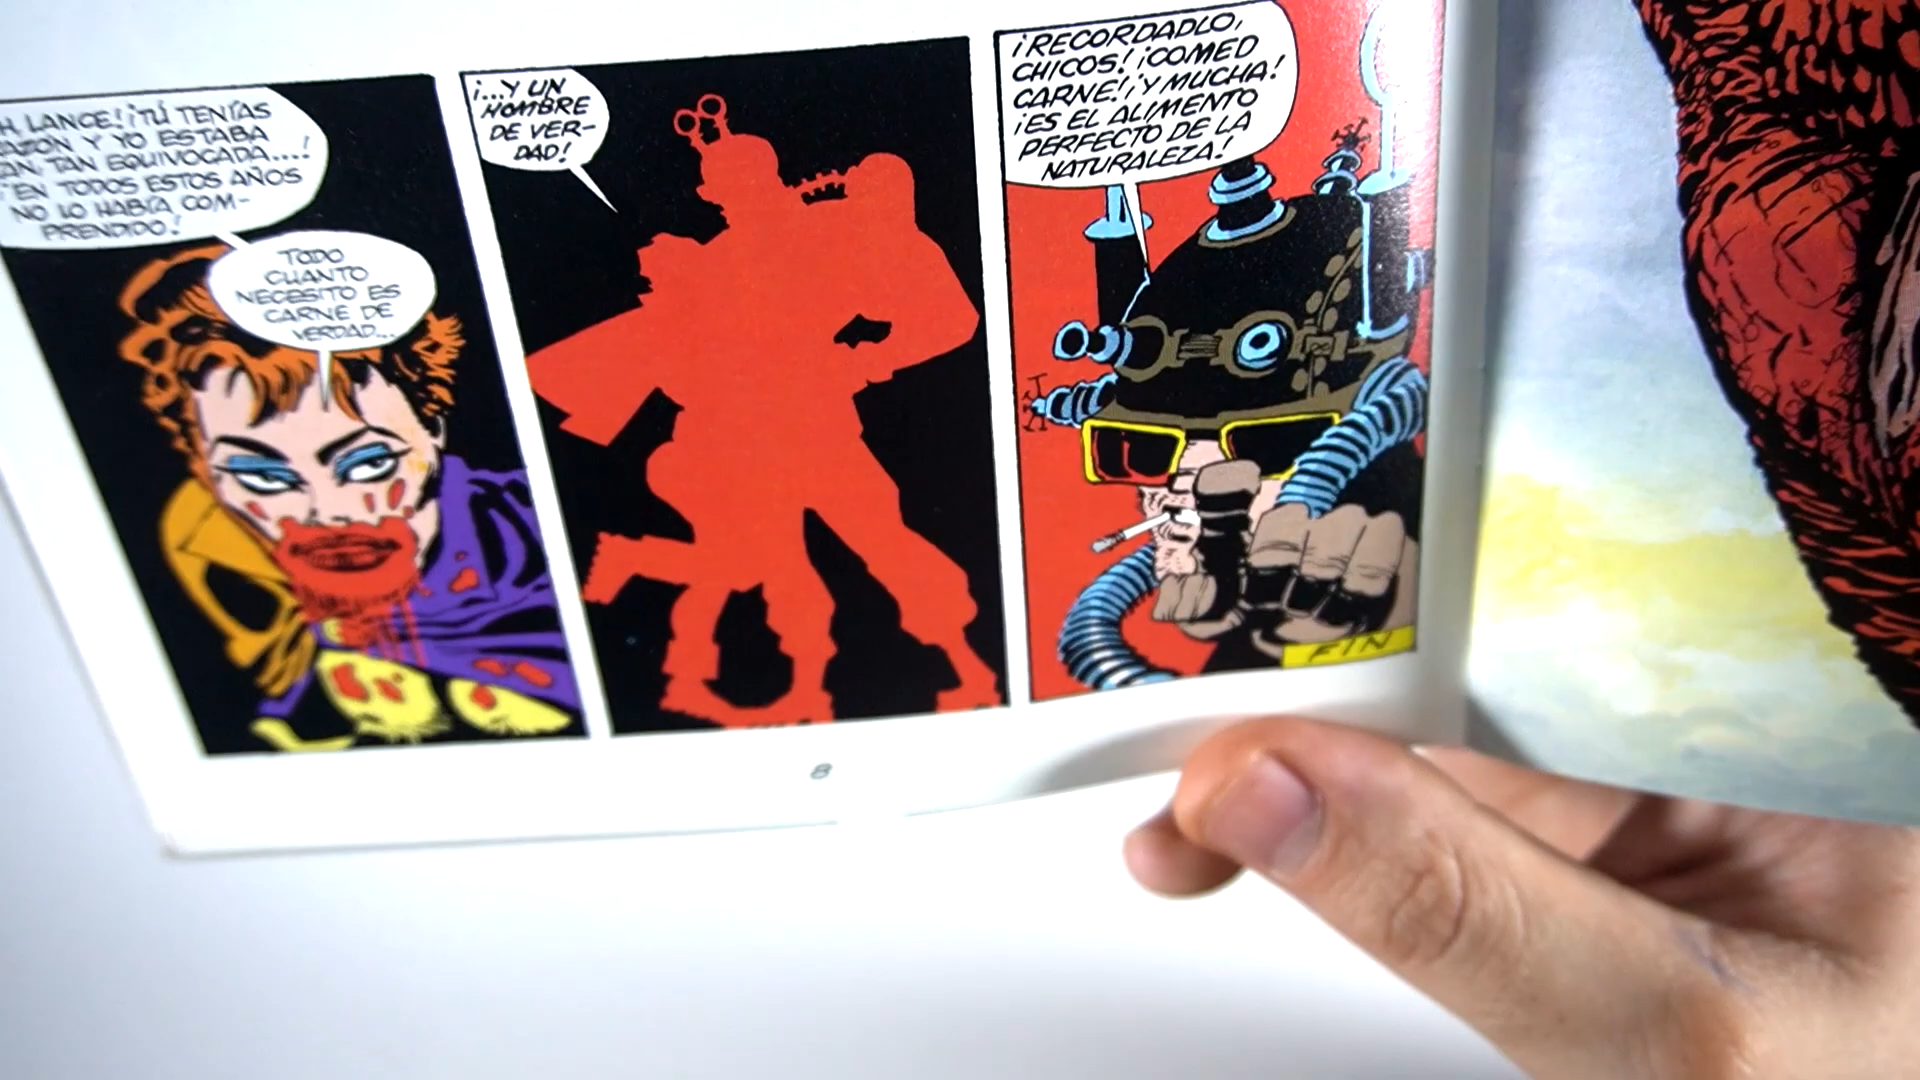 H, LANCE! ¡TÚ TENÍAS
AZÓN Y YO ESTABA
AN, TAN EQUIVOCADA....!
¡EN TODOS ESTOS AÑOS
NO LO HABÍA COM-
PRENDIDO!
TODO
CUANTO
NECESITO ES
CARNE DE
VERDAD...
¡...Y UN
HOMBRE
DE VER-
DAD!
¡RECORDADLO,
CHICOS! ¡COMED
CARNE! ¡Y MUCHA!
¡ES EL ALIMENTO
PERFECTO DE LA
NATURALEZA!
FIN
8